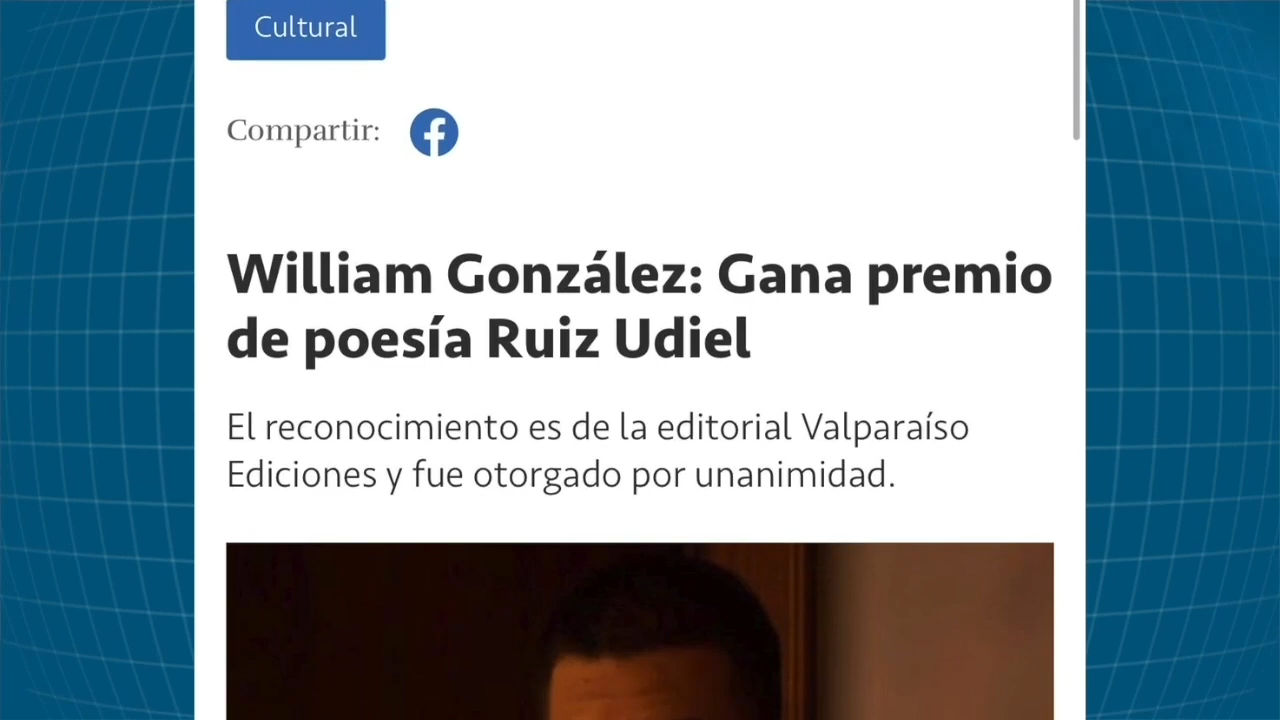 Cultural
Compartir:
William González: Gana premio
de poesía Ruiz Udiel
El reconocimiento es de la editorial Valparaíso
Ediciones y fue otorgado por unanimidad.